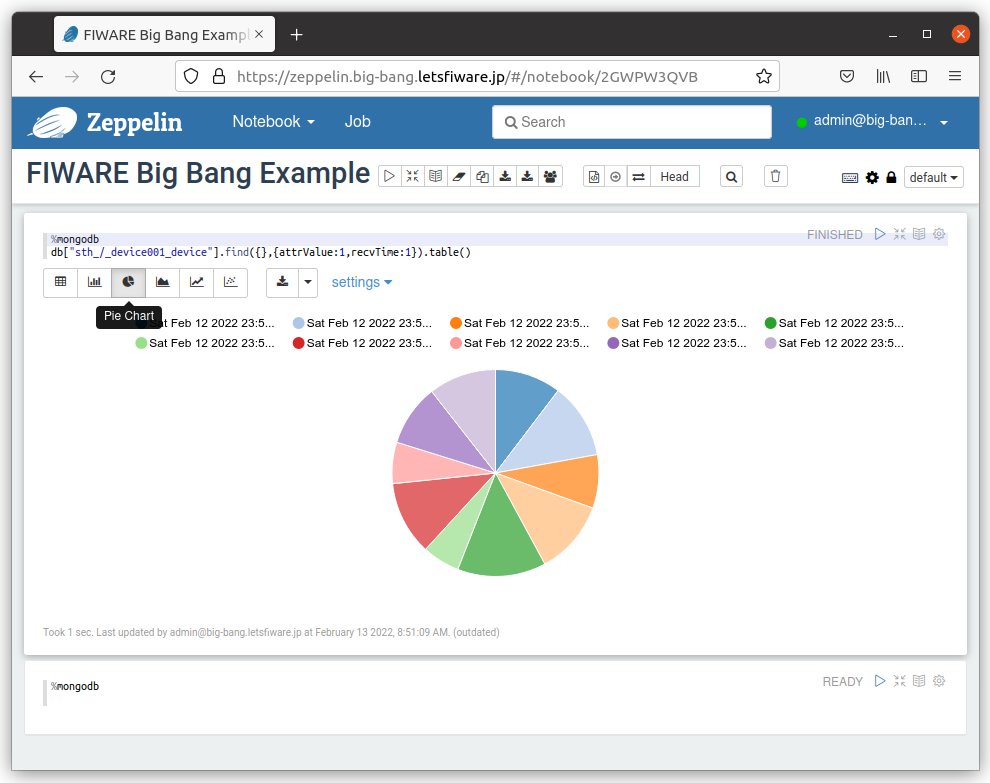 FIWARE Big Bang Examp
https://zeppelin.big-bang.letsfiware.jp/#/notebook/2GWPW3QVB
Zeppelin Notebook Job Search admin@big-ban...
FIWARE Big Bang Example Head default
%mongodb FINISHED
db["sth_/_device001_device"].find({},{attrValue:1,recvTime:1}).table()
settings
Pie Chart
Sat Feb 12 2022 23:5... Sat Feb 12 2022 23:5... Sat Feb 12 2022 23:5... Sat Feb 12 2022 23:5... Sat Feb 12 2022 23:5...
Sat Feb 12 2022 23:5... Sat Feb 12 2022 23:5... Sat Feb 12 2022 23:5... Sat Feb 12 2022 23:5... Sat Feb 12 2022 23:5...
Took 1 sec. Last updated by admin@big-bang.letsfiware.jp at February 13 2022, 8:51:09 AM. (outdated)
%mongodb READY